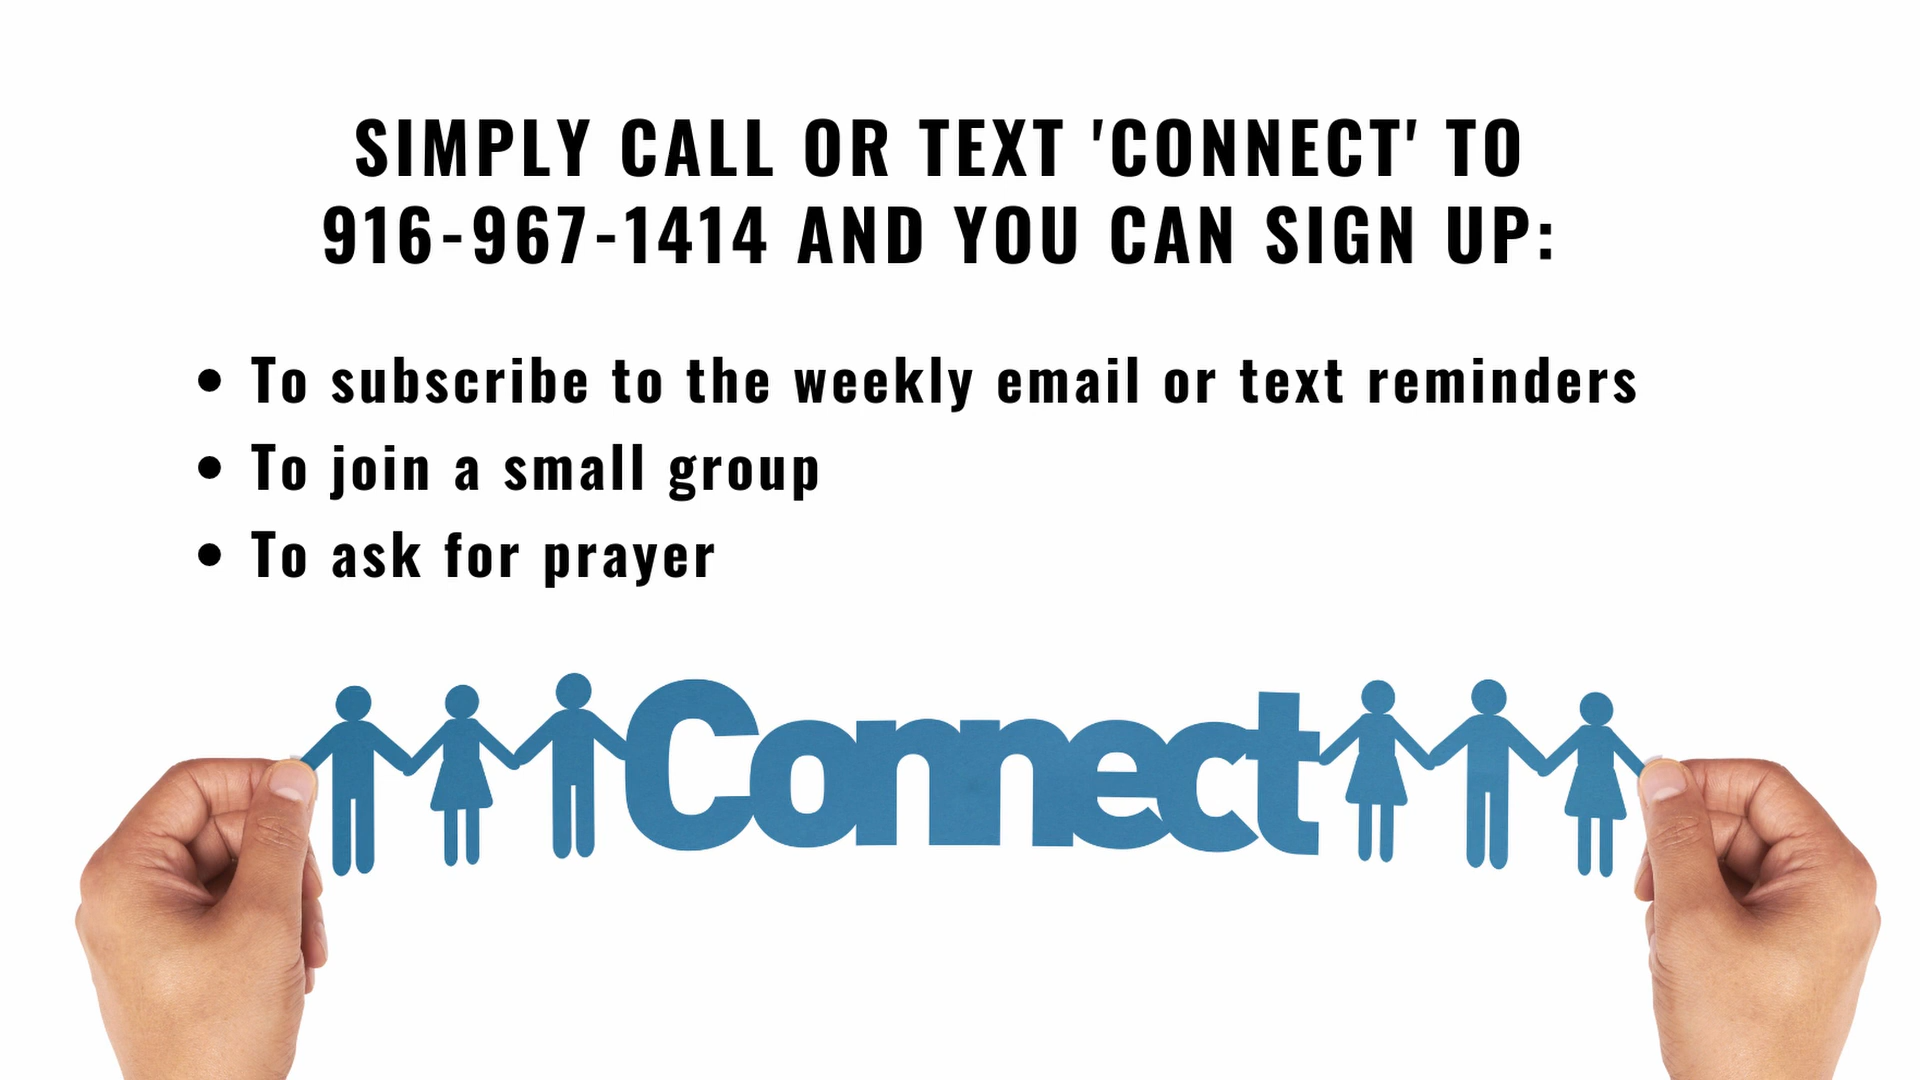 SIMPLY CALL OR TEXT 'CONNECT' TO
916-967-1414 AND YOU CAN SIGN UP:
• To subscribe to the weekly email or text reminders
• To join a small group
• To ask for prayer
Connect